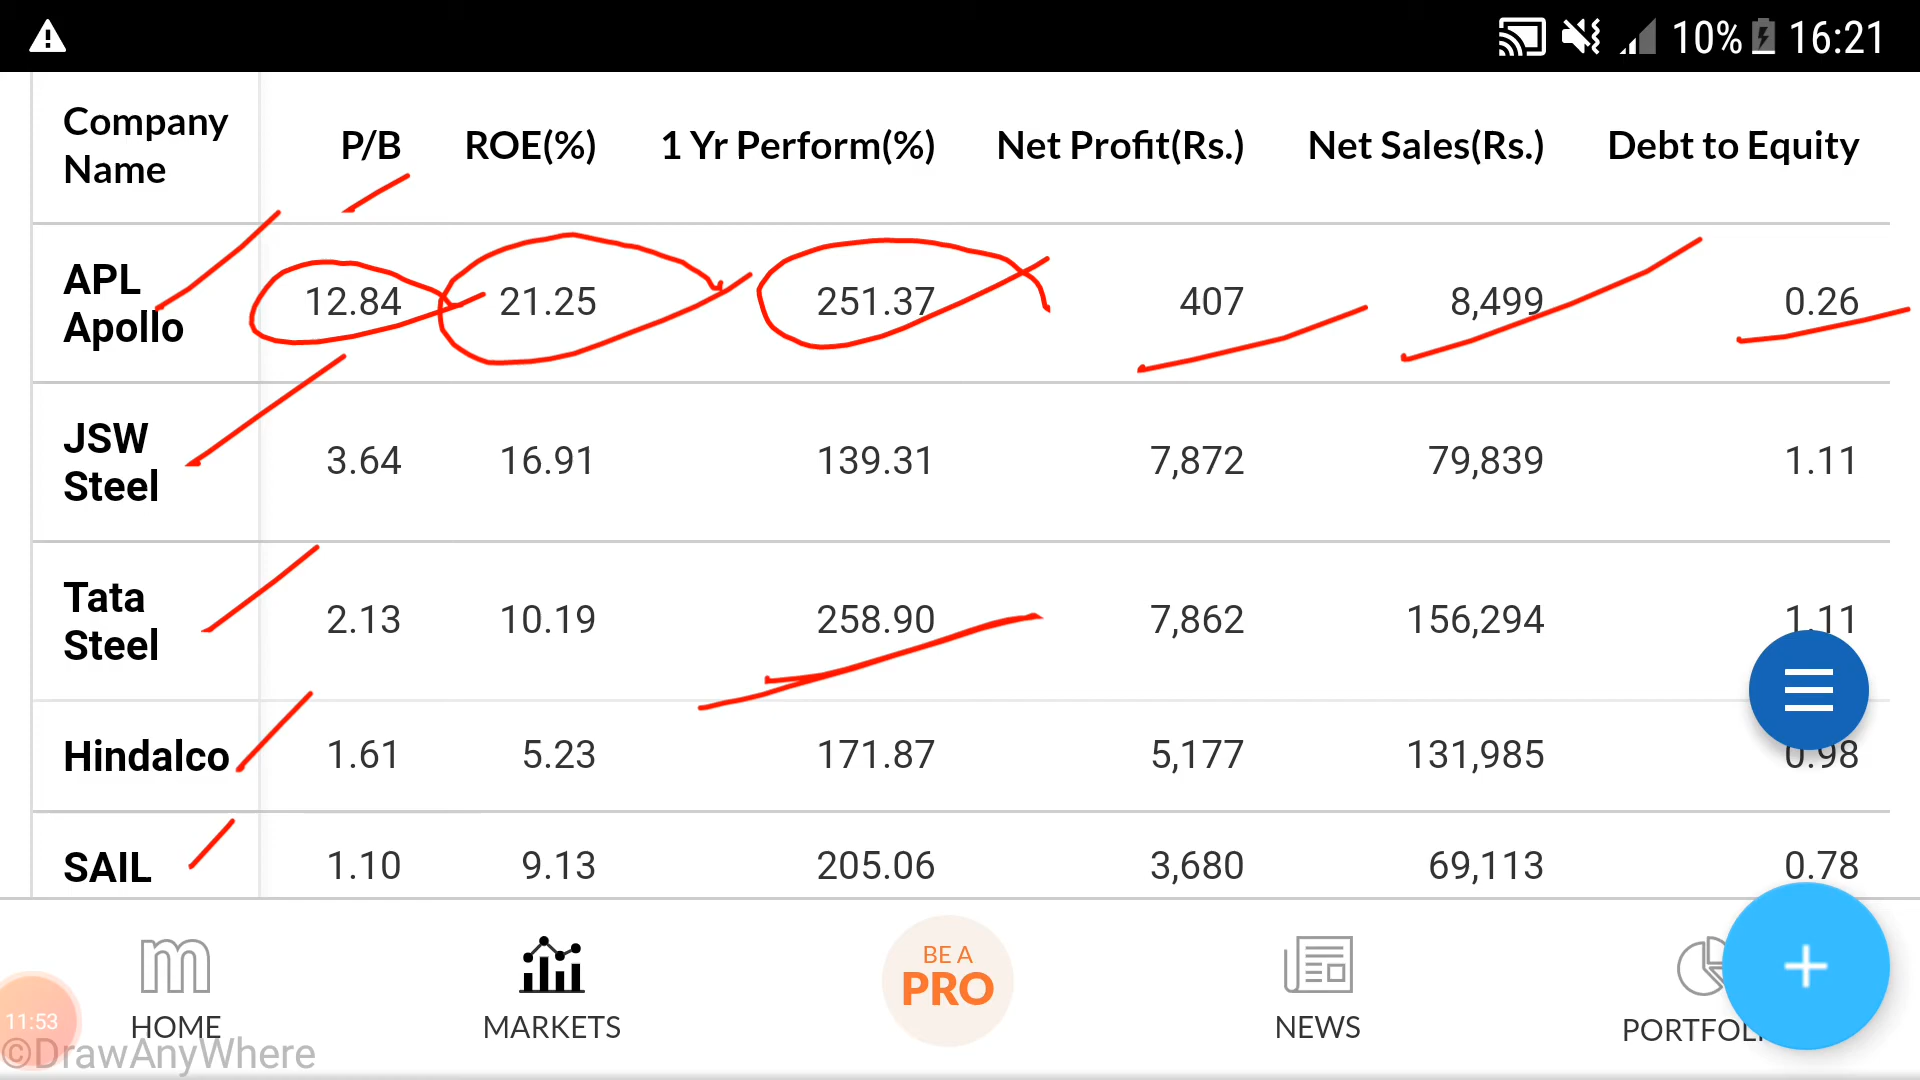 10% 16:21
Company Name P/B ROE(%) 1 Yr Perform(%) Net Profit(Rs.) Net Sales(Rs.) Debt to Equity
APL Apollo 12.84 21.25 251.37 407 8,499 0.26
JSW Steel 3.64 16.91 139.31 7,872 79,839 1.11
Tata Steel 2.13 10.19 258.90 7,862 156,294 1.11
Hindalco 1.61 5.23 171.87 5,177 131,985 0.98
SAIL 1.10 9.13 205.06 3,680 69,113 0.78
m BE A PRO
HOME MARKETS NEWS
11:53
©DrawAnyWhere